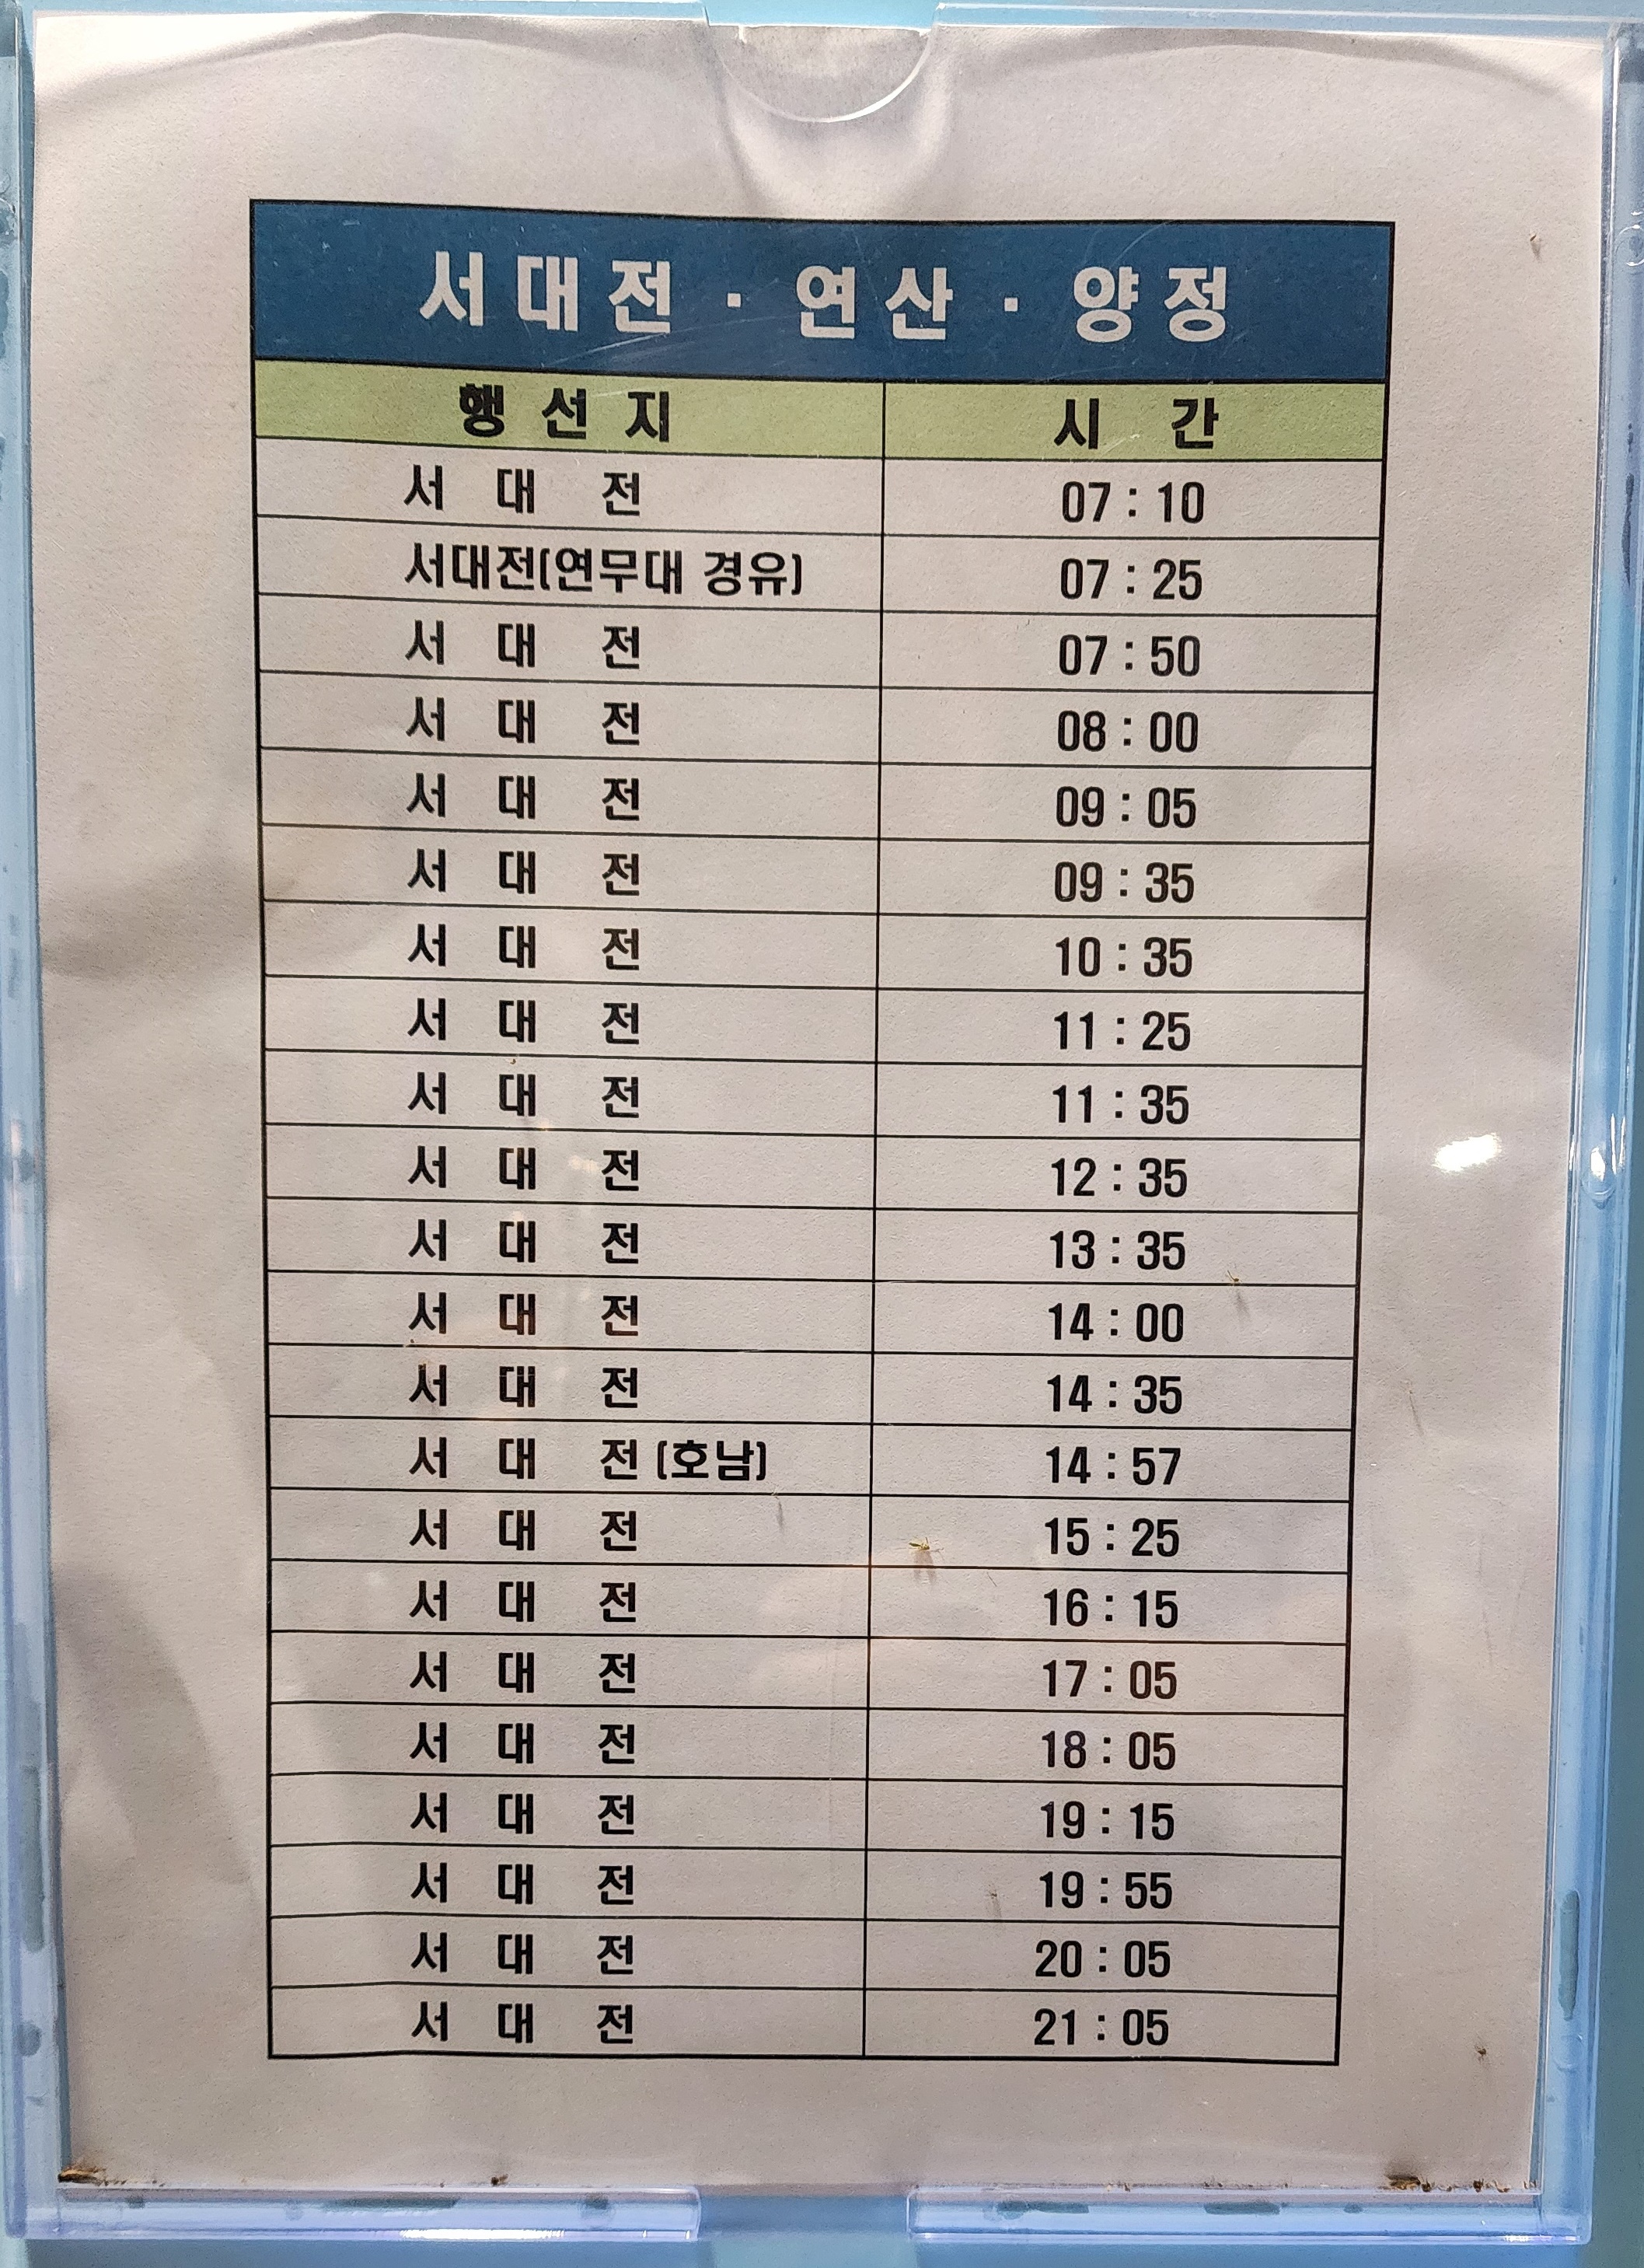 서대전 · 연산 · 양정
행선지 시간
서대전 07 : 10
서대전(연무대 경유) 07 : 25
서대전 07 : 50
서대전 08 : 00
서대전 09 : 05
서대전 09 : 35
서대전 10 : 35
서대전 11 : 25
서대전 11 : 35
서대전 12 : 35
서대전 13 : 35
서대전 14 : 00
서대전 14 : 35
서대전 (호남) 14 : 57
서대전 15 : 25
서대전 16 : 15
서대전 17 : 05
서대전 18 : 05
서대전 19 : 15
서대전 19 : 55
서대전 20 : 05
서대전 21 : 05